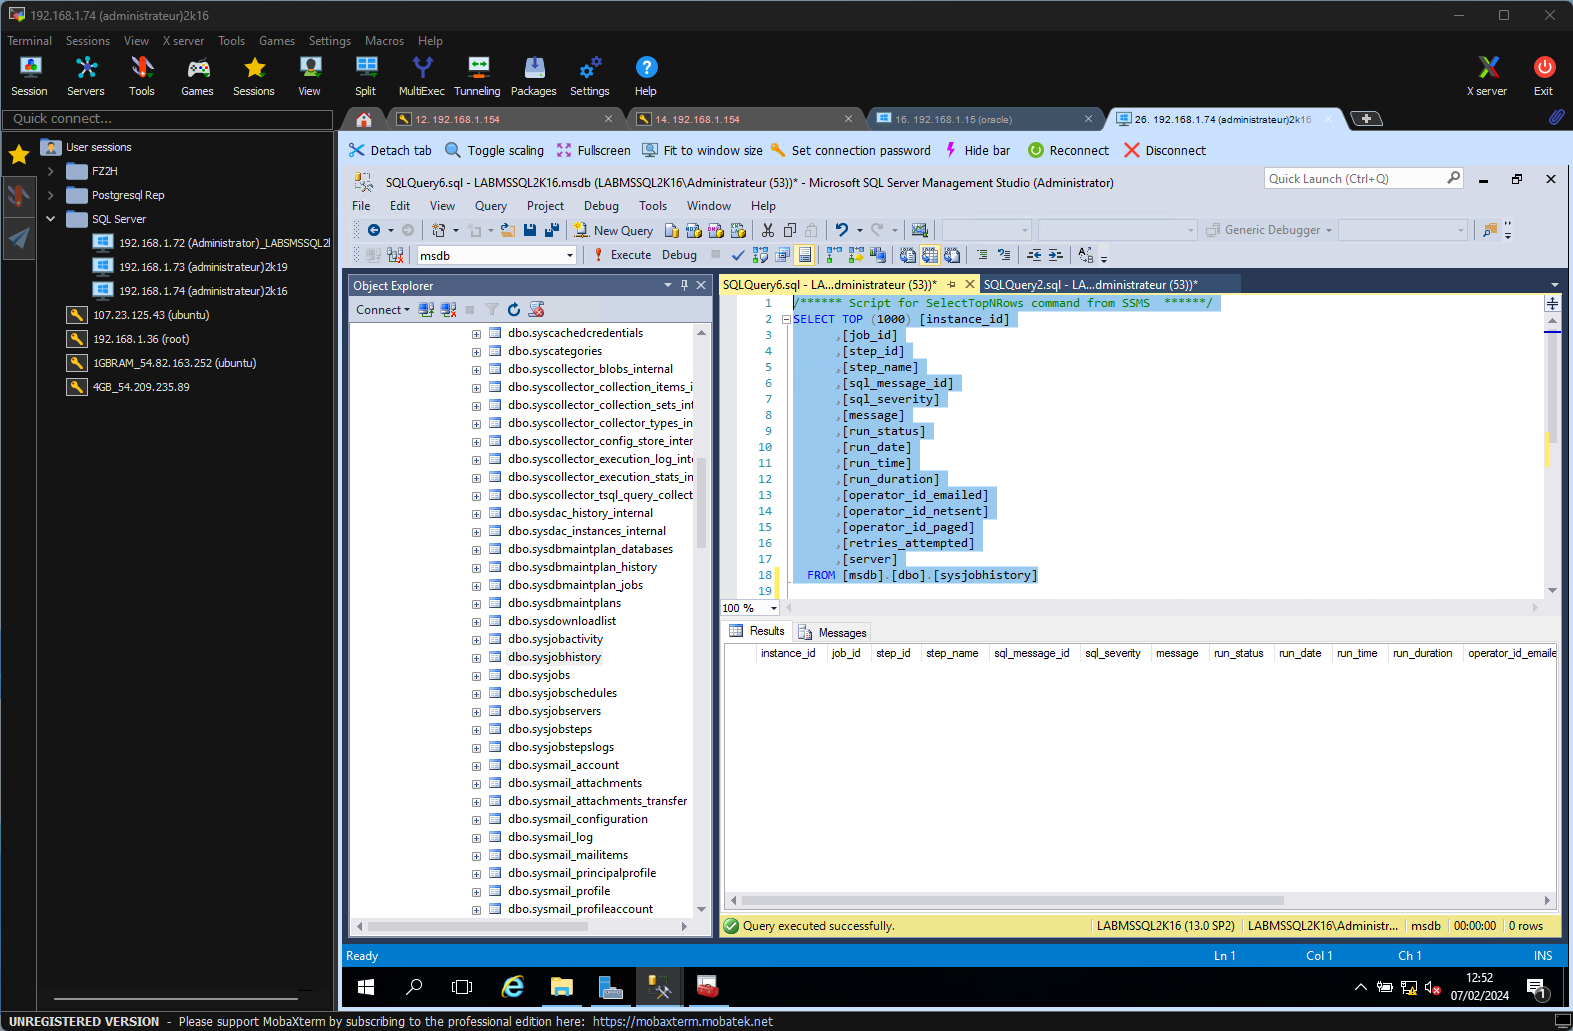 192.168.1.74 (administrateur)2k16
Terminal Sessions View X server Tools Games Settings Macros Help
Session Servers Tools Games Sessions View Split MultiExec Tunneling Packages Settings Help X server Exit
Quick connect...
12. 192.168.1.154
14. 192.168.1.154
16. 192.168.1.15 (oracle)
26. 192.168.1.74 (administrateur)2k16
User sessions
FZ2H
Postgresql Rep
SQL Server
192.168.1.72 (Administrator)_LABSMSSQL2l
192.168.1.73 (administrateur)2k19
192.168.1.74 (administrateur)2k16
107.23.125.43 (ubuntu)
192.168.1.36 (root)
1GBRAM_54.82.163.252 (ubuntu)
4GB_54.209.235.89
Detach tab Toggle scaling Fullscreen Fit to window size Set connection password Hide bar Reconnect Disconnect
SQLQuery6.sql - LABMSSQL2K16.msdb (LABMSSQL2K16\Administrateur (53))* - Microsoft SQL Server Management Studio (Administrator)
Quick Launch (Ctrl+Q)
File Edit View Query Project Debug Tools Window Help
New Query Generic Debugger
msdb Execute Debug
Object Explorer
Connect
dbo.syscachedcredentials
dbo.syscategories
dbo.syscollector_blobs_internal
dbo.syscollector_collection_items_i
dbo.syscollector_collection_sets_int
dbo.syscollector_collector_types_in
dbo.syscollector_config_store_inter
dbo.syscollector_execution_log_inte
dbo.syscollector_execution_stats_in
dbo.syscollector_tsql_query_collect
dbo.sysdac_history_internal
dbo.sysdac_instances_internal
dbo.sysdbmaintplan_databases
dbo.sysdbmaintplan_history
dbo.sysdbmaintplan_jobs
dbo.sysdbmaintplans
dbo.sysdownloadlist
dbo.sysjobactivity
dbo.sysjobhistory
dbo.sysjobs
dbo.sysjobschedules
dbo.sysjobservers
dbo.sysjobsteps
dbo.sysjobstepslogs
dbo.sysmail_account
dbo.sysmail_attachments
dbo.sysmail_attachments_transfer
dbo.sysmail_configuration
dbo.sysmail_log
dbo.sysmail_mailitems
dbo.sysmail_principalprofile
dbo.sysmail_profile
dbo.sysmail_profileaccount
SQLQuery6.sql - LA...dministrateur (53))*
SQLQuery2.sql - LA...dministrateur (53))*
1 /****** Script for SelectTopNRows command from SSMS ******/
2 SELECT TOP (1000) [instance_id]
3 ,[job_id]
4 ,[step_id]
5 ,[step_name]
6 ,[sql_message_id]
7 ,[sql_severity]
8 ,[message]
9 ,[run_status]
10 ,[run_date]
11 ,[run_time]
12 ,[run_duration]
13 ,[operator_id_emailed]
14 ,[operator_id_netsent]
15 ,[operator_id_paged]
16 ,[retries_attempted]
17 ,[server]
18 FROM [msdb].[dbo].[sysjobhistory]
19
100 %
Results Messages
instance_id job_id step_id step_name sql_message_id sql_severity message run_status run_date run_time run_duration operator_id_emaile
Query executed successfully. LABMSSQL2K16 (13.0 SP2) LABMSSQL2K16\Administr... msdb 00:00:00 0 rows
Ready Ln 1 Col 1 Ch 1 INS
12:52
07/02/2024
1
UNREGISTERED VERSION - Please support MobaXterm by subscribing to the professional edition here: https://mobaxterm.mobatek.net